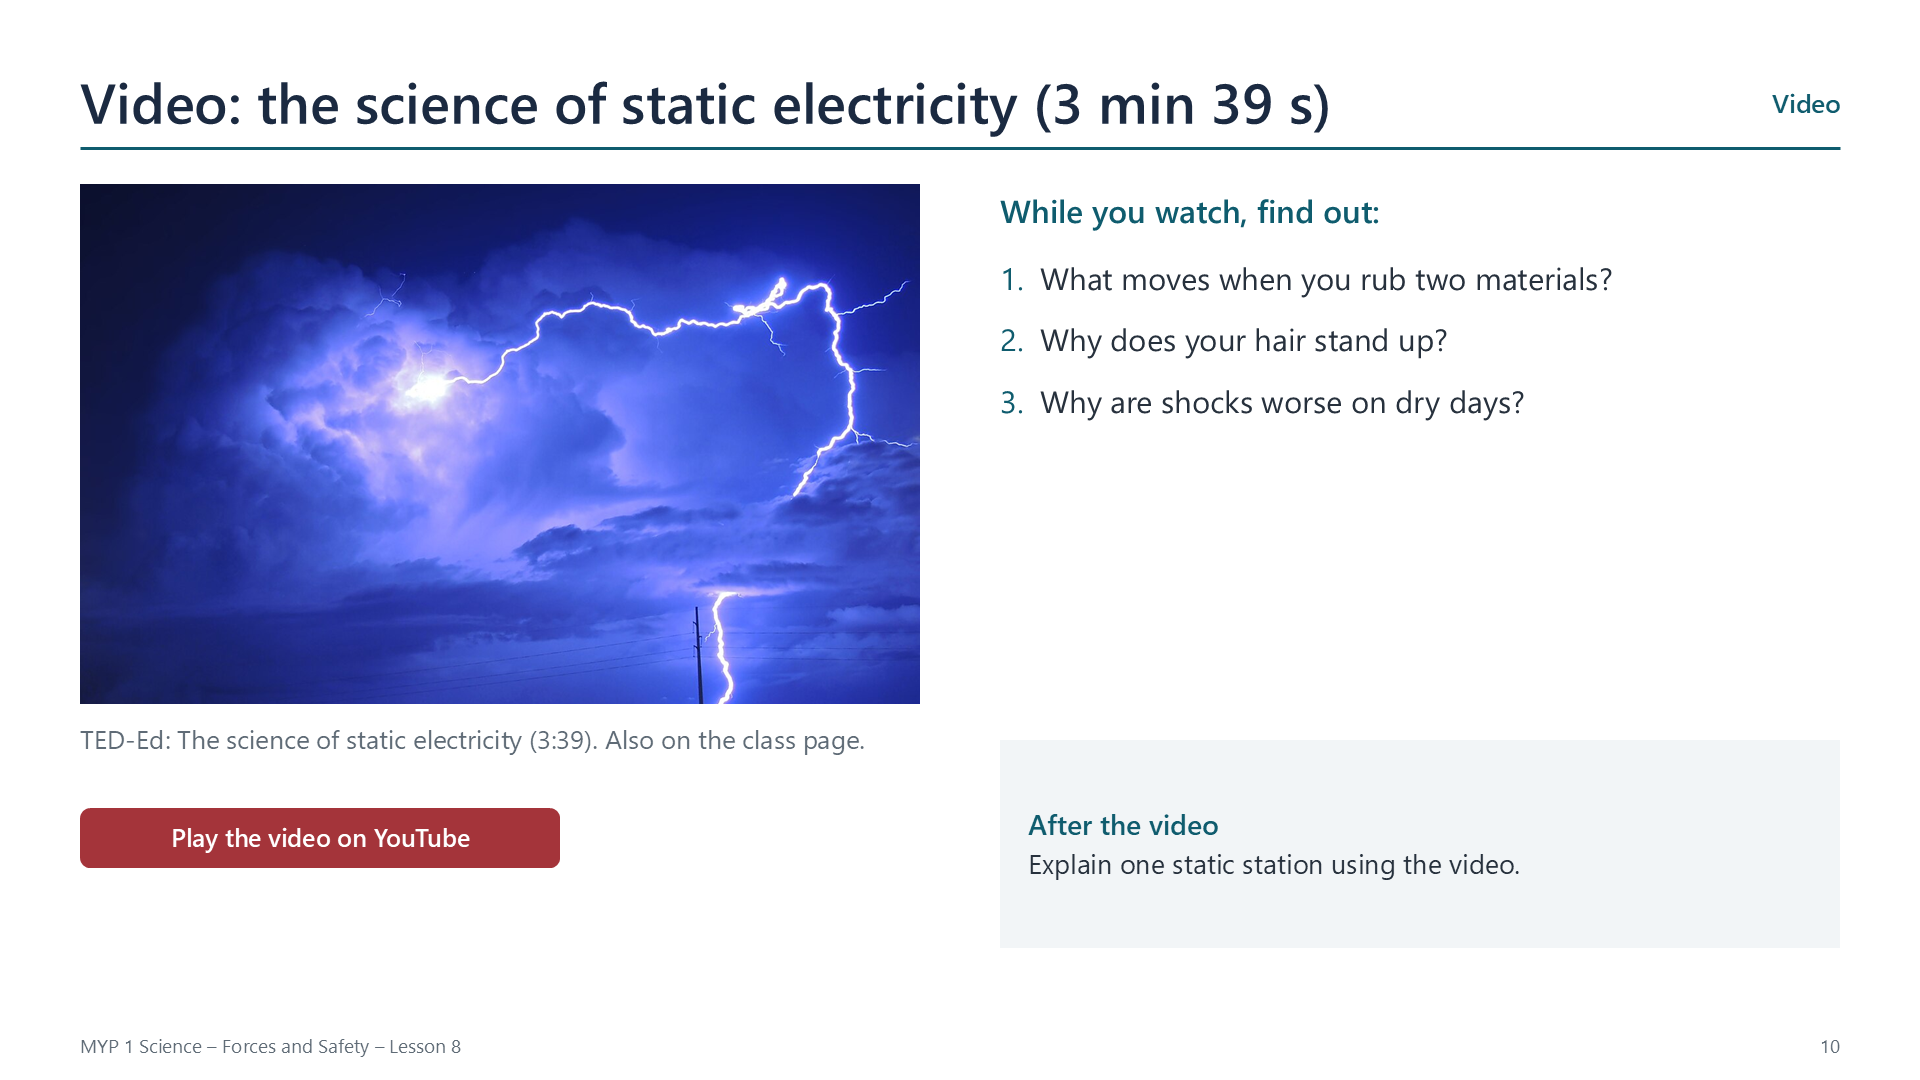 Video: the science of static electricity (3 min 39 s)
Video
While you watch, find out:
1. What moves when you rub two materials?
2. Why does your hair stand up?
3. Why are shocks worse on dry days?
TED-Ed: The science of static electricity (3:39). Also on the class page.
Play the video on YouTube
After the video
Explain one static station using the video.
MYP 1 Science – Forces and Safety – Lesson 8
10